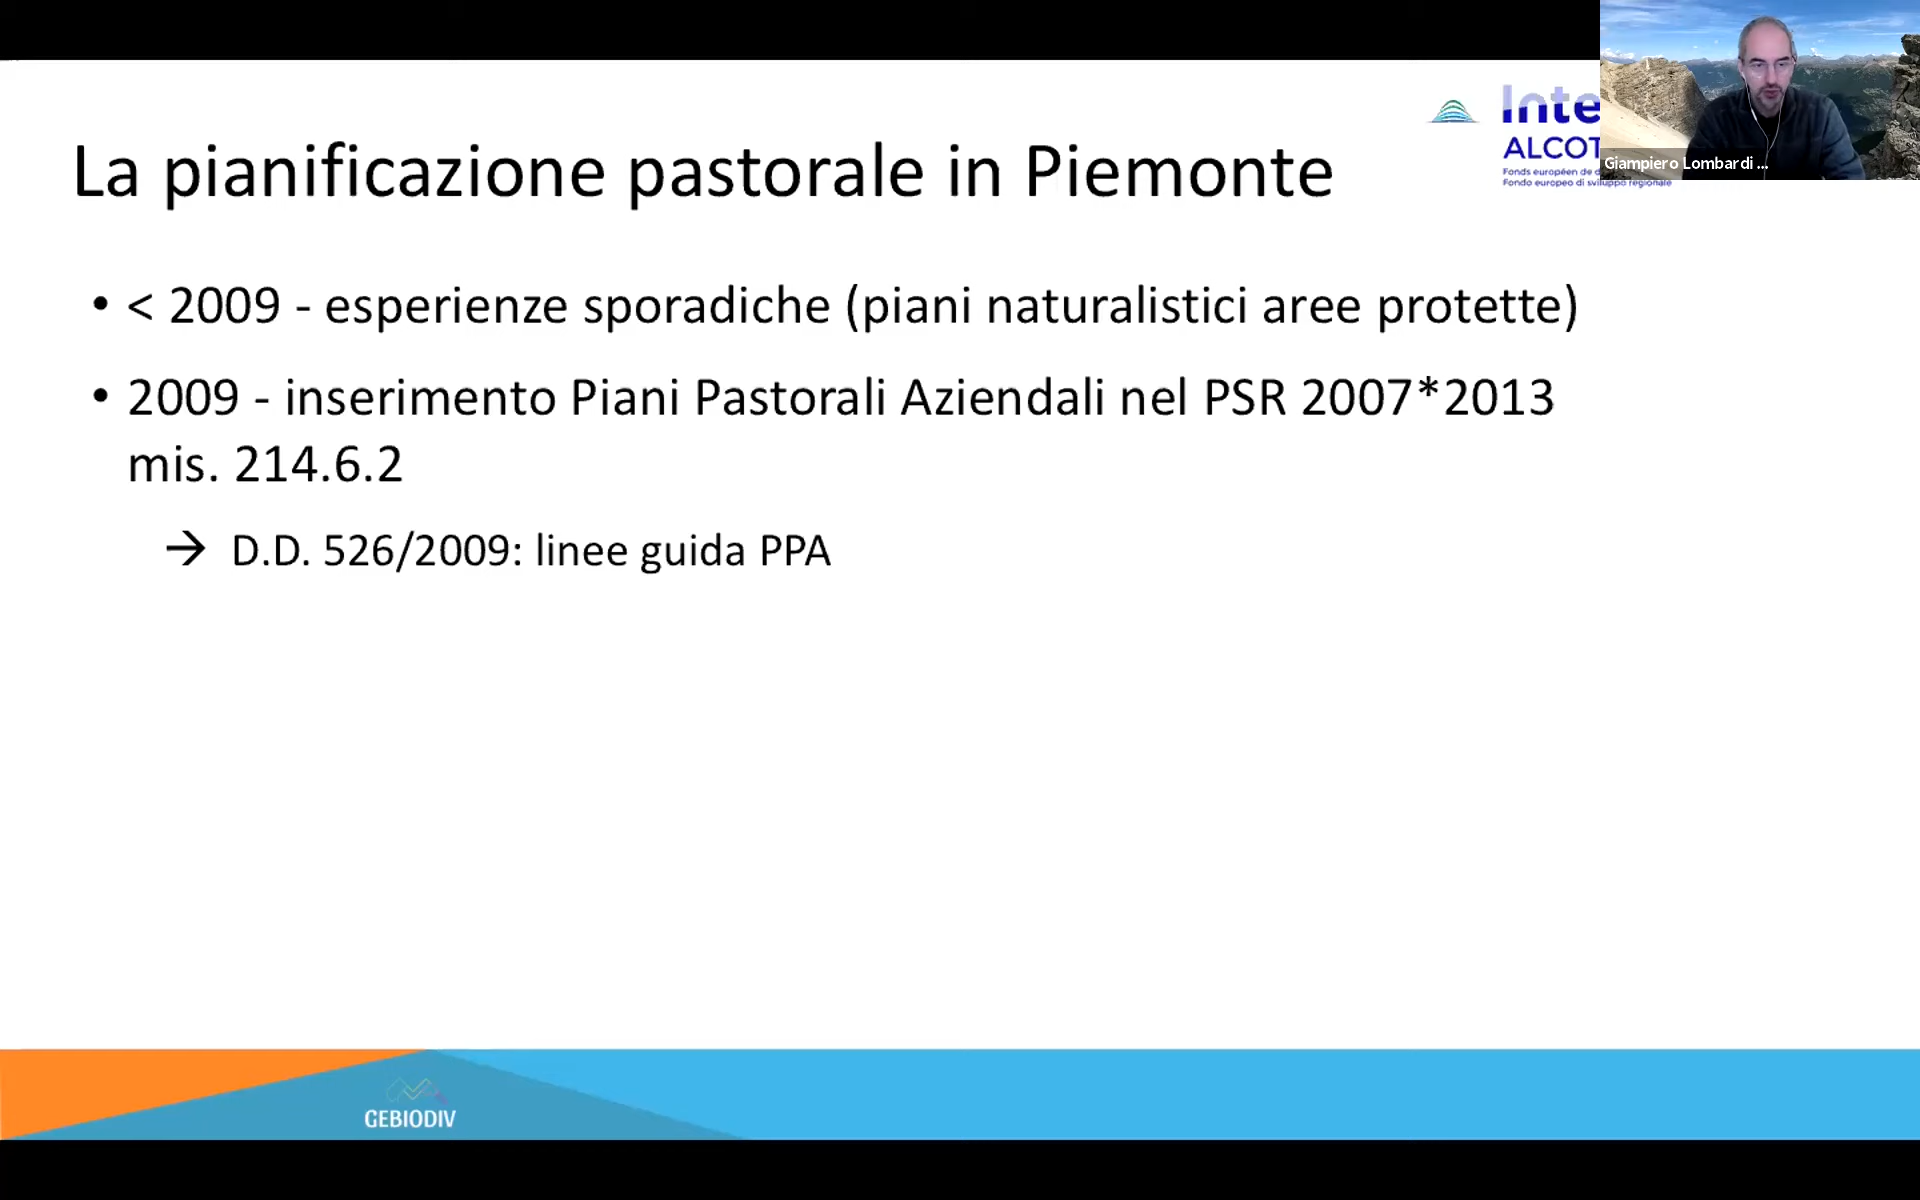 La pianificazione pastorale in Piemonte
Inte
ALCOT
Fonds européen de d
Fondo europeo di sviluppo regionale
Giampiero Lombardi ...
• < 2009 - esperienze sporadiche (piani naturalistici aree protette)
• 2009 - inserimento Piani Pastorali Aziendali nel PSR 2007*2013
mis. 214.6.2
→ D.D. 526/2009: linee guida PPA
GEBIODIV